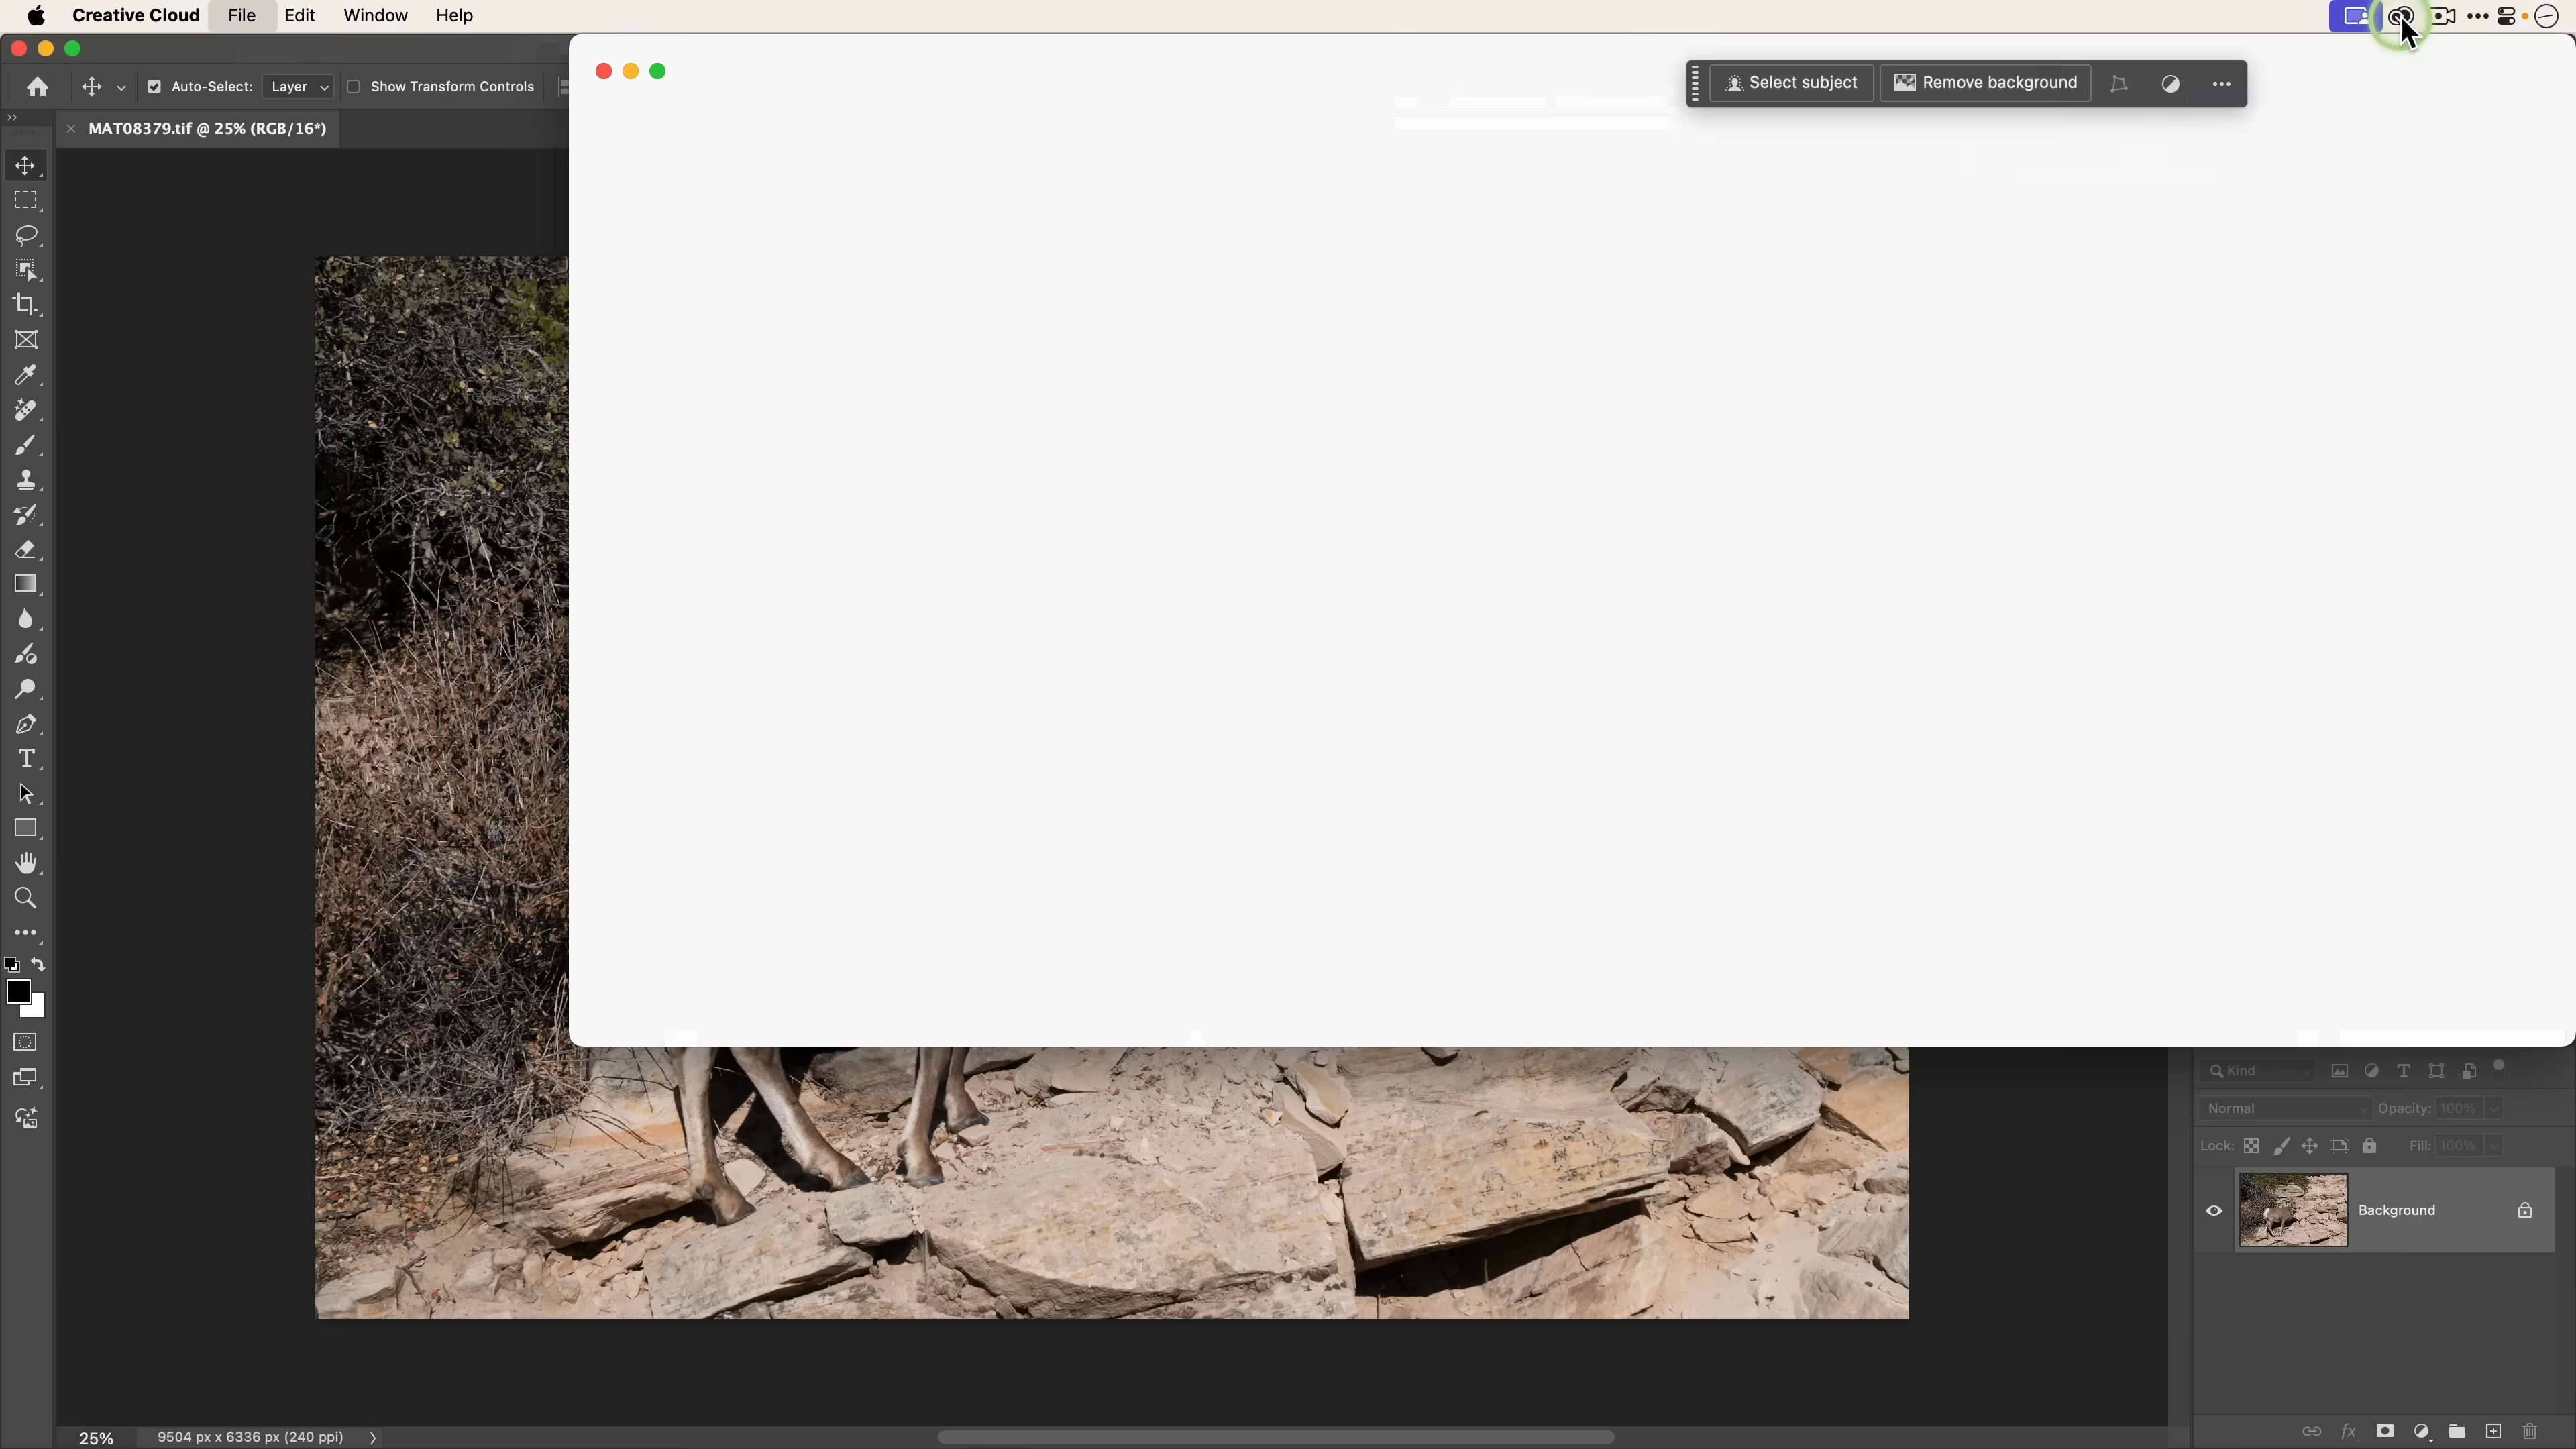 Creative Cloud File Edit Window Help
Auto-Select: Layer Show Transform Controls
Select subject Remove background
MAT08379.tif @ 25% (RGB/16*)
Kind
Normal Opacity: 100%
Lock: Fill: 100%
Background
25% 9504 px x 6336 px (240 ppi)